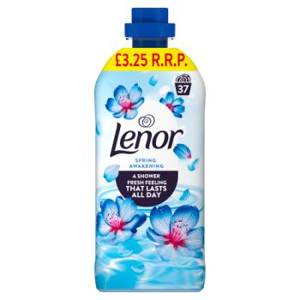 £3.25 R.R.P.
37
Lenor
SPRING
AWAKENING
A SHOWER
FRESH FEELING
THAT LASTS
ALL DAY